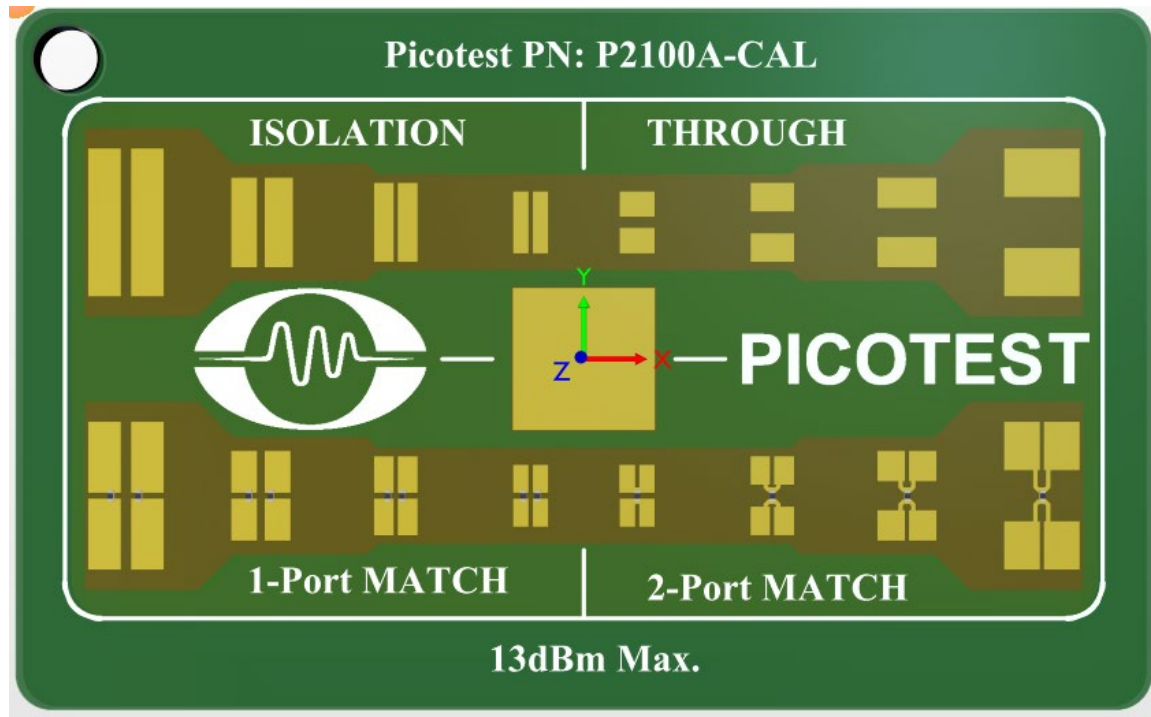 Picotest PN: P2100A-CAL
ISOLATION
THROUGH
Y
Z
X
PICOTEST
1-Port MATCH
2-Port MATCH
13dBm Max.